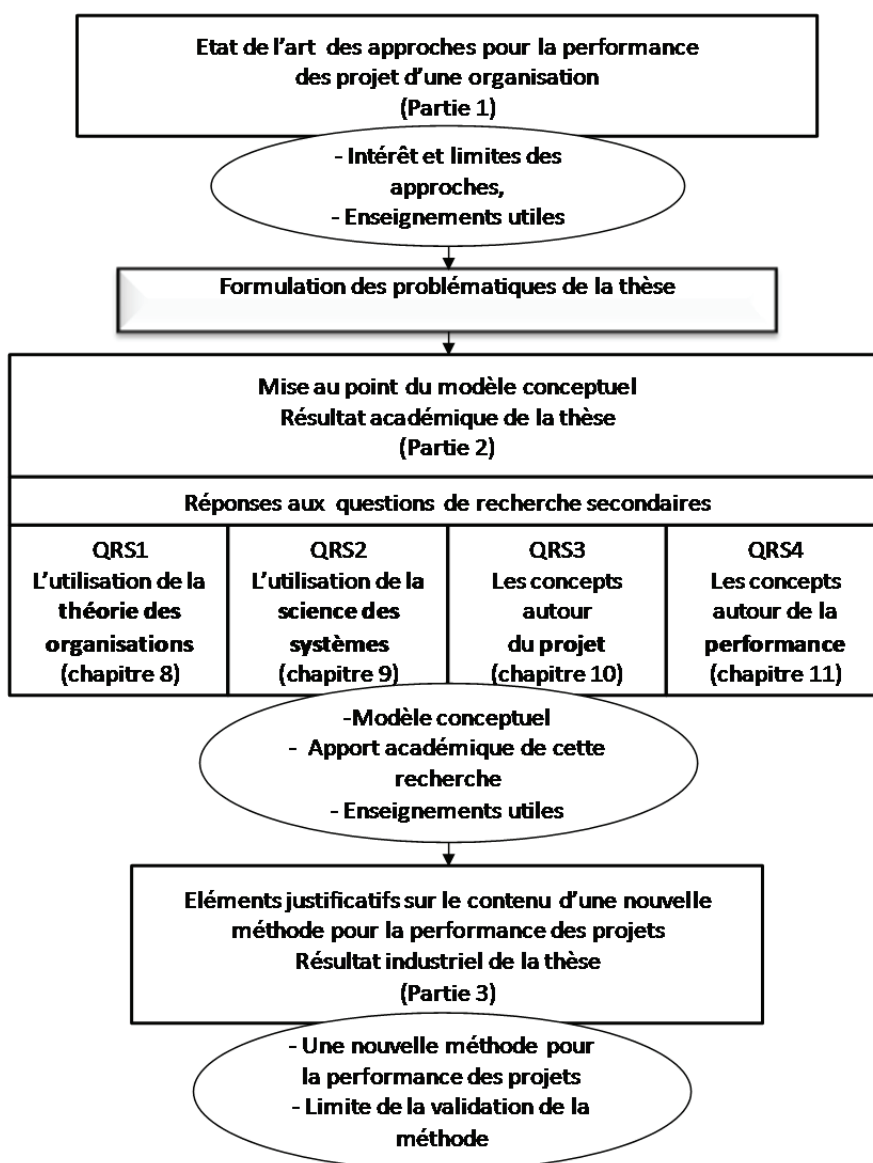 Etat de l'art des approches pour la performance
des projet d'une organisation
(Partie 1)
- Intérêt et limites des
approches,
- Enseignements utiles
Formulation des problématiques de la thèse
Mise au point du modèle conceptuel
Résultat académique de la thèse
(Partie 2)
Réponses aux questions de recherche secondaires
QRS1
L'utilisation de la
théorie des
organisations
(chapitre 8)
QRS2
L'utilisation de la
science des
systèmes
(chapitre 9)
QRS3
Les concepts
autour
du projet
(chapitre 10)
QRS4
Les concepts
autour de la
performance
(chapitre 11)
-Modèle conceptuel
- Apport académique de cette
recherche
- Enseignements utiles
Eléments justificatifs sur le contenu d'une nouvelle
méthode pour la performance des projets
Résultat industriel de la thèse
(Partie 3)
- Une nouvelle méthode pour
la performance des projets
- Limite de la validation de la
méthode